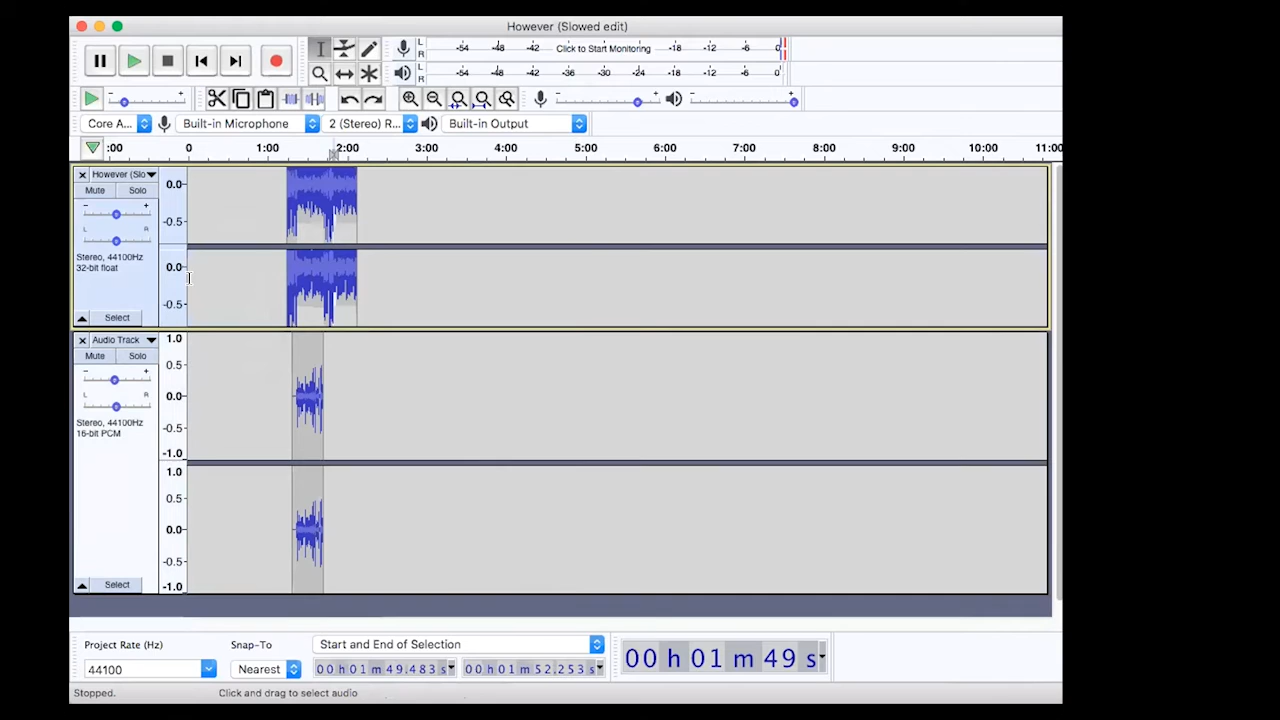 However (Slowed edit)
L
R
-54 -48 -42 Click to Start Monitoring -18 -12 -6 0
L
R
-54 -48 -42 -36 -30 -24 -18 -12 -6 0
- +
- +
- +
Core A... Built-in Microphone 2 (Stereo) R... Built-in Output
:00 0 1:00 2:00 3:00 4:00 5:00 6:00 7:00 8:00 9:00 10:00 11:00
However (Slo
Mute Solo
- +
L R
Stereo, 44100Hz
32-bit float
Select
0.0
-0.5
0.0
-0.5
Audio Track
Mute Solo
- +
L R
Stereo, 44100Hz
16-bit PCM
Select
1.0
0.5
0.0
-0.5
-1.0
1.0
0.5
0.0
-0.5
-1.0
Project Rate (Hz) Snap-To Start and End of Selection
44100 Nearest 00 h 01 m 49.483 s 00 h 01 m 52.253 s
00 h 01 m 49 s
Stopped. Click and drag to select audio